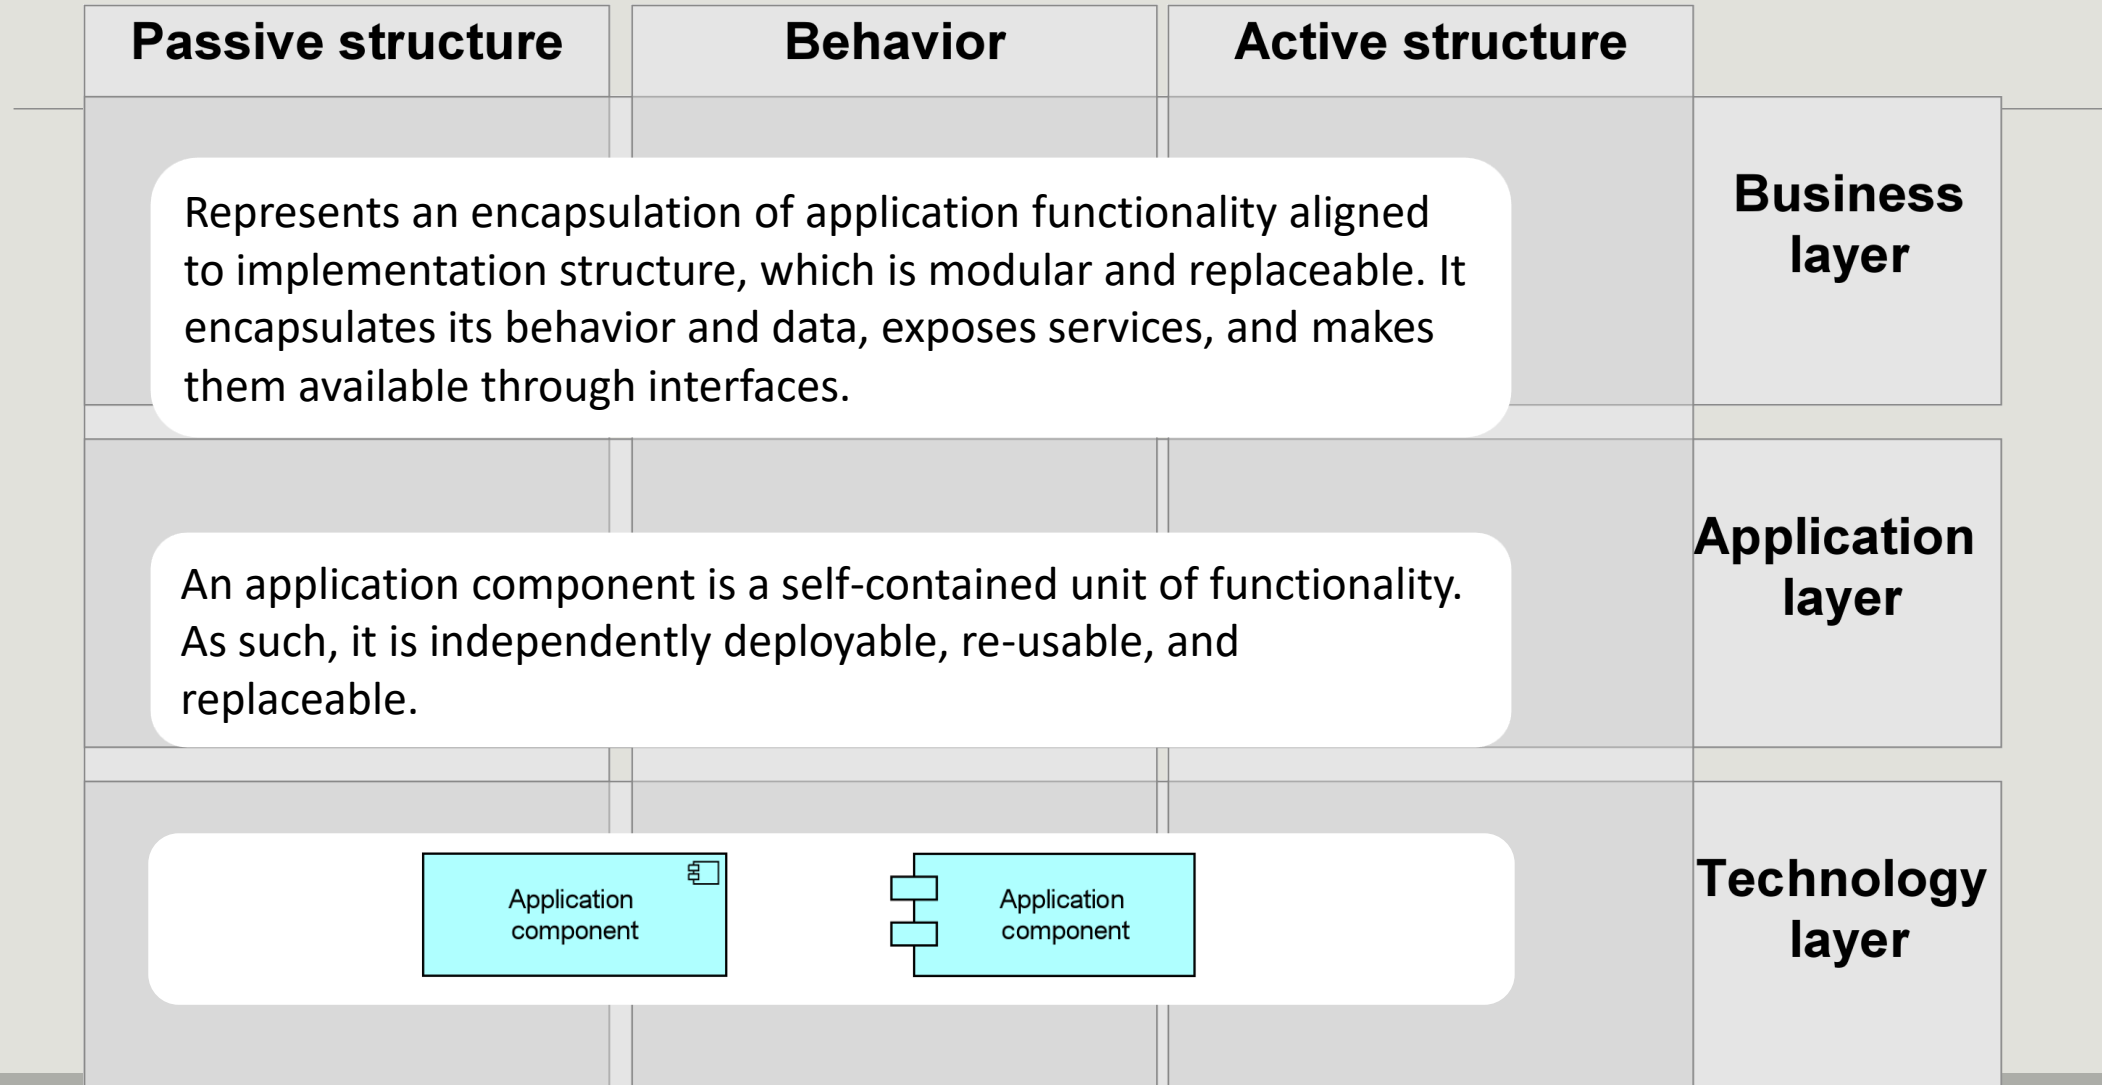 Passive structure
Behavior
Active structure
Business
layer
Represents an encapsulation of application functionality aligned
to implementation structure, which is modular and replaceable. It
encapsulates its behavior and data, exposes services, and makes
them available through interfaces.
Application
layer
An application component is a self-contained unit of functionality.
As such, it is independently deployable, re-usable, and
replaceable.
Technology
layer
Application
component
Application
component